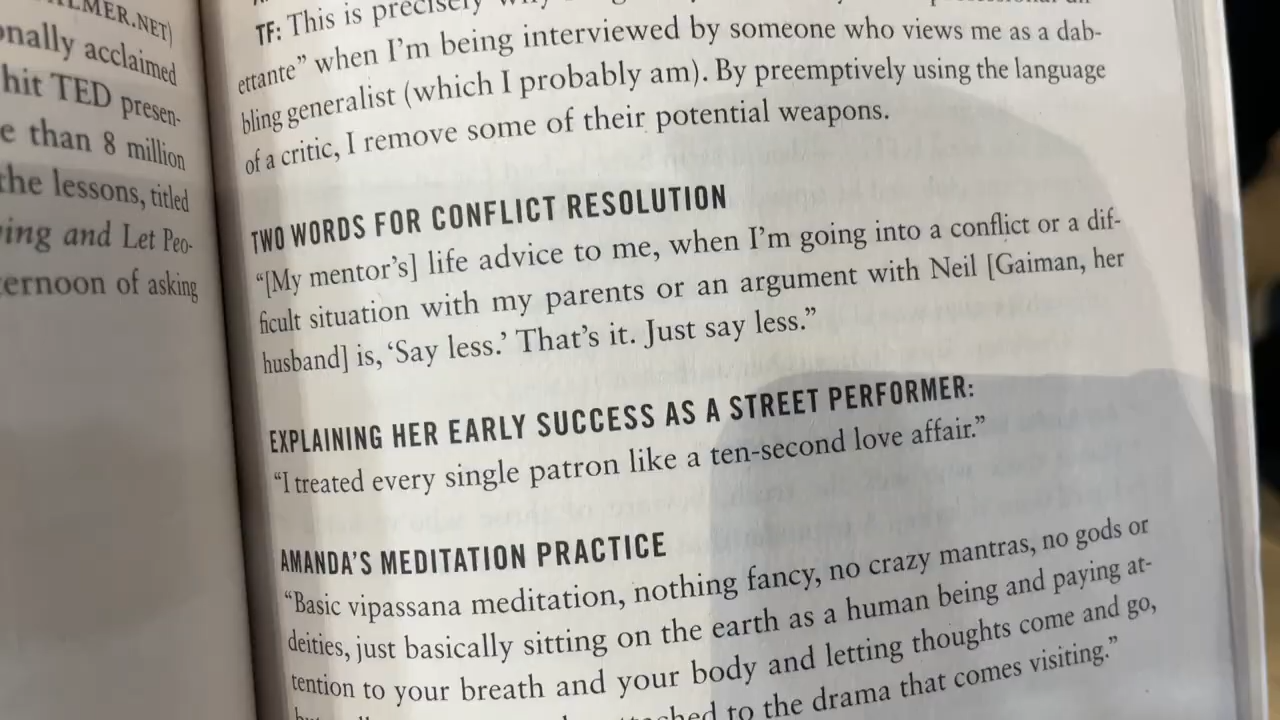 LMER.NET)
onally acclaimed
hit TED presen-
e than 8 million
the lessons, titled
ing and Let Peo-
ernoon of asking
TF: This is precisely
ettante” when I’m being interviewed by someone who views me as a dab-
bling generalist (which I probably am). By preemptively using the language
of a critic, I remove some of their potential weapons.
TWO WORDS FOR CONFLICT RESOLUTION
“[My mentor’s] life advice to me, when I’m going into a conflict or a dif-
ficult situation with my parents or an argument with Neil [Gaiman, her
husband] is, ‘Say less.’ That’s it. Just say less.”
EXPLAINING HER EARLY SUCCESS AS A STREET PERFORMER:
“I treated every single patron like a ten-second love affair.”
AMANDA’S MEDITATION PRACTICE
“Basic vipassana meditation, nothing fancy, no crazy mantras, no gods or
deities, just basically sitting on the earth as a human being and paying at-
tention to your breath and your body and letting thoughts come and go,
to the drama that comes visiting.”